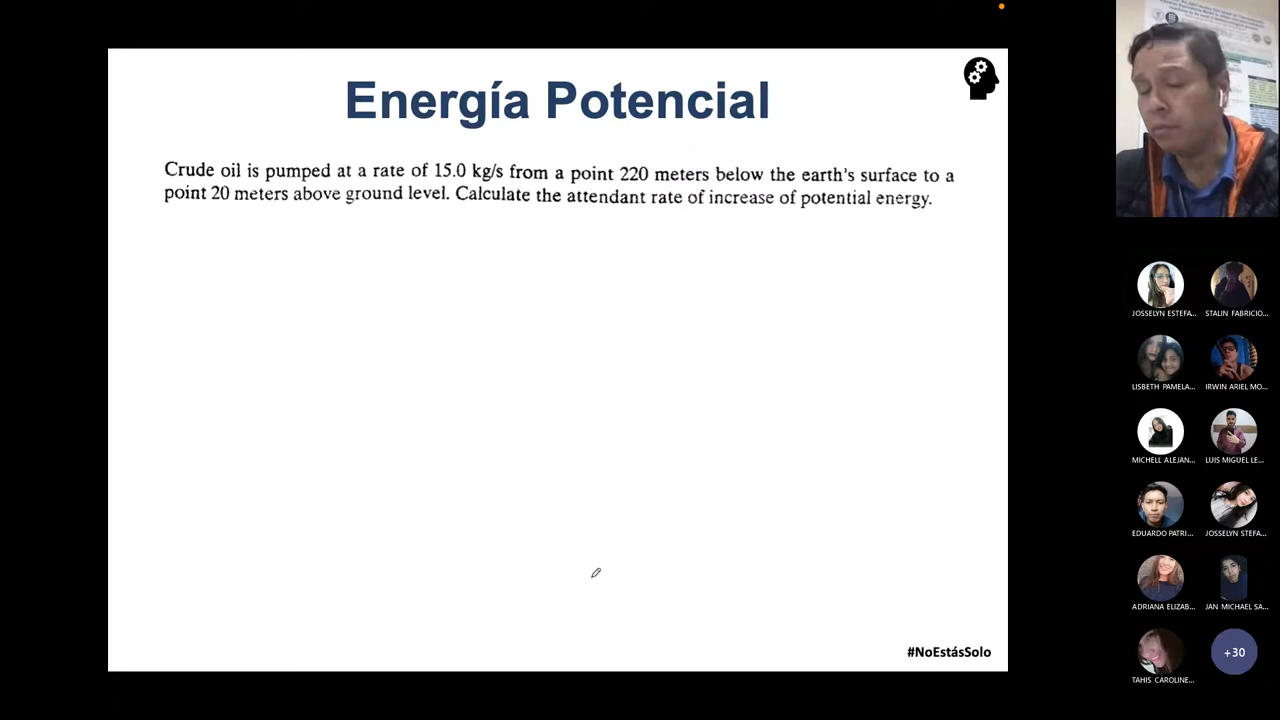 Energía Potencial
Crude oil is pumped at a rate of 15.0 kg/s from a point 220 meters below the earth's surface to a
point 20 meters above ground level. Calculate the attendant rate of increase of potential energy.
#NoEstásSolo
JOSSELYN ESTEFA...
STALIN FABRICIO...
LISBETH PAMELA...
IRWIN ARIEL MO...
MICHELL ALEJAN...
LUIS MIGUEL LE...
EDUARDO PATRI...
JOSSELYN STEFA...
ADRIANA ELIZAB...
JAN MICHAEL SA...
TAHIS CAROLINE...
+30